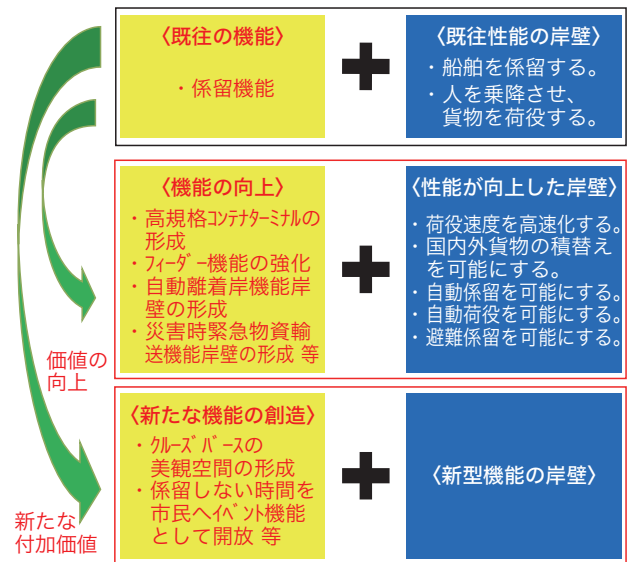 〈既往の機能〉
・係留機能
〈既往性能の岸壁〉
・船舶を係留する。
・人を乗降させ、
貨物を荷役する。
〈機能の向上〉
・高規格ｺﾝﾃﾅﾀｰﾐﾅﾙの
形成
・ﾌｨｰﾀﾞｰ機能の強化
・自動離着岸機能岸
壁の形成
・災害時緊急物資輸
送機能岸壁の形成 等
〈性能が向上した岸壁〉
・荷役速度を高速化する。
・国内外貨物の積替え
を可能にする。
・自動係留を可能にする。
・自動荷役を可能にする。
・避難係留を可能にする。
価値の
向上
〈新たな機能の創造〉
・ｸﾙｰｽﾞﾊﾞｰｽの
美観空間の形成
・係留しない時間を
市民へｲﾍﾞﾝﾄ機能
として開放 等
〈新型機能の岸壁〉
新たな
付加価値